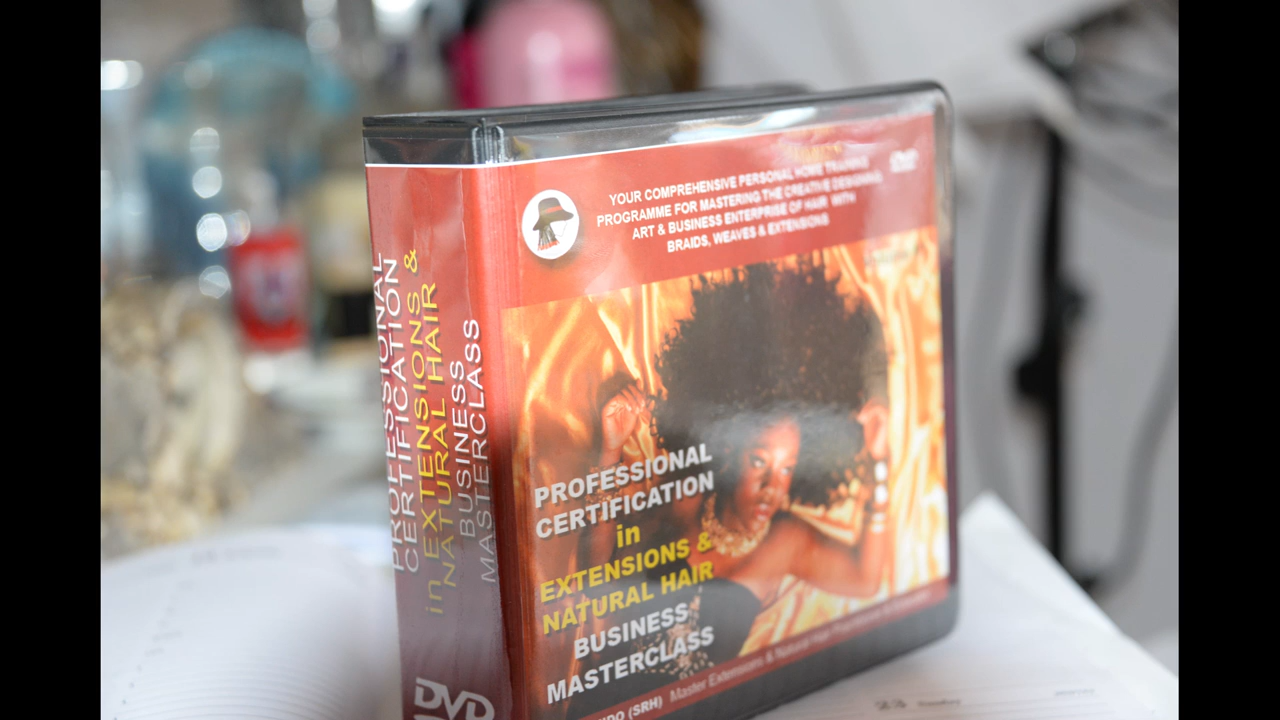 PROFESSIONAL
CERTIFICATION
in EXTENSIONS &
NATURAL HAIR
BUSINESS
MASTERCLASS
DVD
YOUR COMPREHENSIVE PERSONAL HOME TRAINING
PROGRAMME FOR MASTERING THE CREATIVE DESIGNING
ART & BUSINESS ENTERPRISE OF HAIR WITH
BRAIDS, WEAVES & EXTENSIONS
DVD
PROFESSIONAL
CERTIFICATION
in
EXTENSIONS &
NATURAL HAIR
BUSINESS
MASTERCLASS
(SRH) Master Extensions & Natural Hair